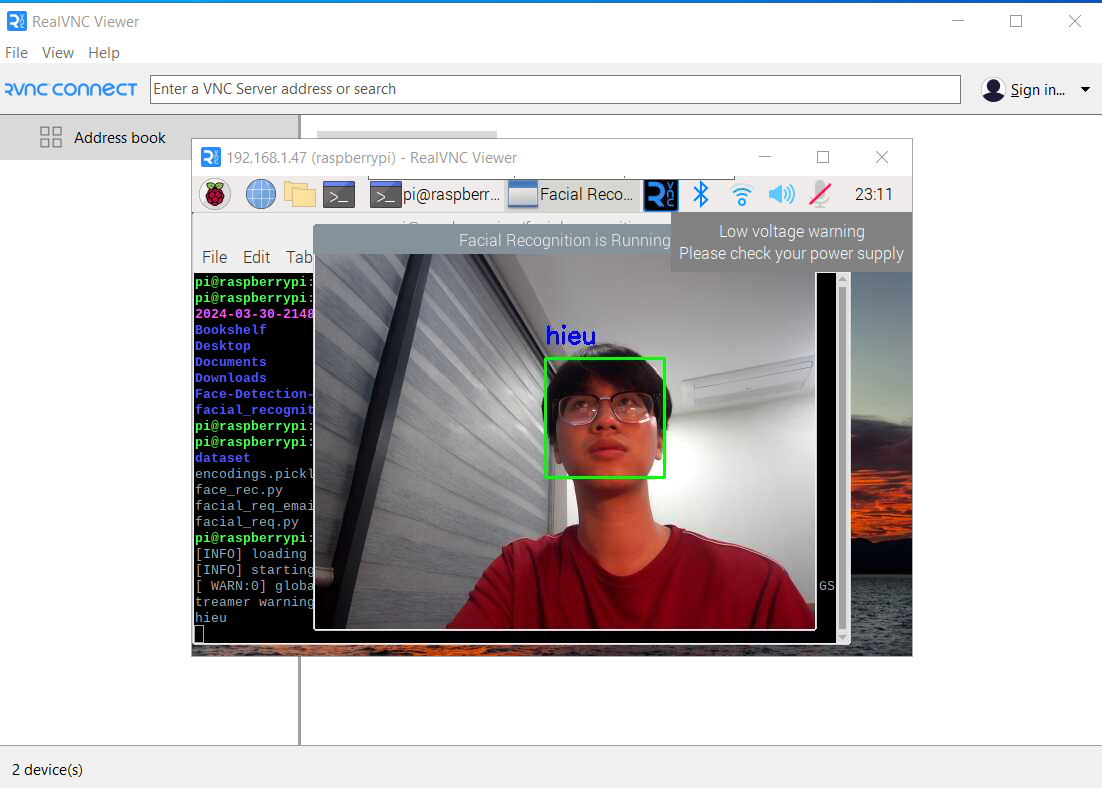 RealVNC Viewer
File View Help
RVNC CONNECT
Enter a VNC Server address or search
Sign in...
Address book
192.168.1.47 (raspberrypi) - RealVNC Viewer
pi@raspberr...
Facial Reco...
23:11
Low voltage warning
Please check your power supply
Facial Recognition is Running
File Edit Tab
pi@raspberrypi:
pi@raspberrypi:
2024-03-30-2148
Bookshelf
Desktop
Documents
Downloads
Face-Detection-
facial_recognit
pi@raspberrypi:
pi@raspberrypi:
dataset
encodings.pickl
face_rec.py
facial_req_emai
facial_req.py
pi@raspberrypi:
[INFO] loading
[INFO] starting
[ WARN:0] globa
GS
treamer warning
hieu
hieu
2 device(s)